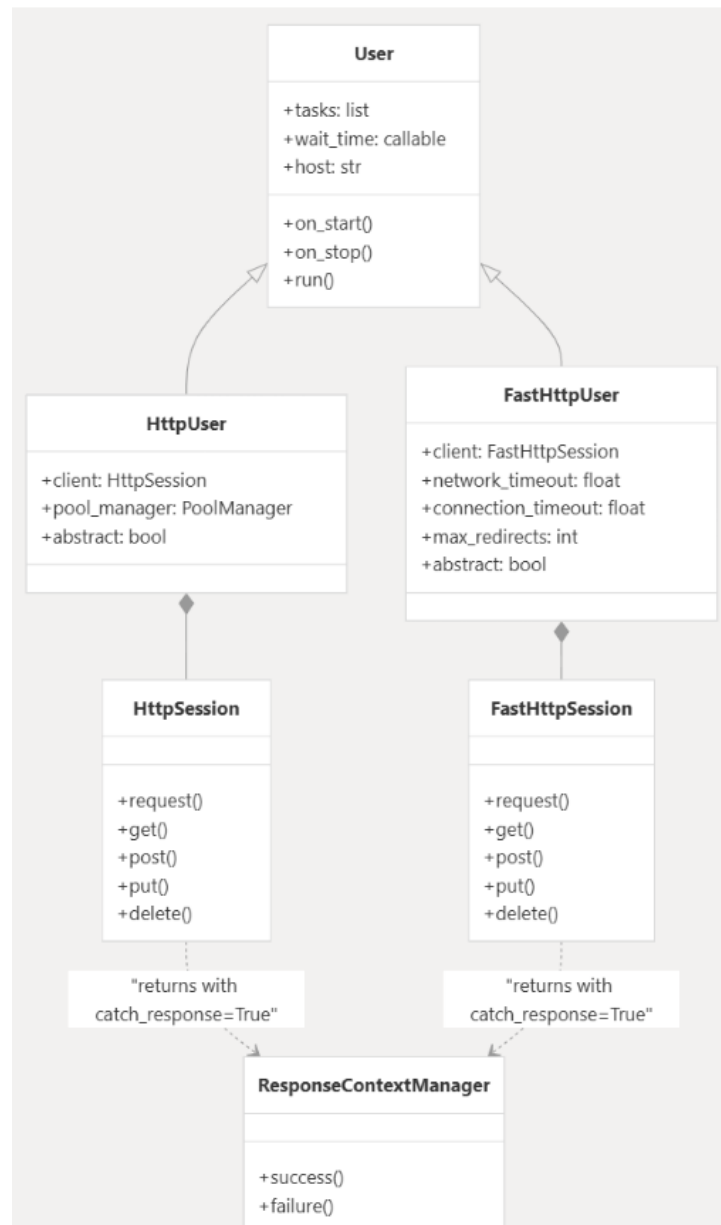 User
+tasks: list
+wait_time: callable
+host: str
+on_start()
+on_stop()
+run()
HttpUser
+client: HttpSession
+pool_manager: PoolManager
+abstract: bool
FastHttpUser
+client: FastHttpSession
+network_timeout: float
+connection_timeout: float
+max_redirects: int
+abstract: bool
HttpSession
+request()
+get()
+post()
+put()
+delete()
FastHttpSession
+request()
+get()
+post()
+put()
+delete()
"returns with
catch_response=True"
"returns with
catch_response=True"
ResponseContextManager
+success()
+failure()